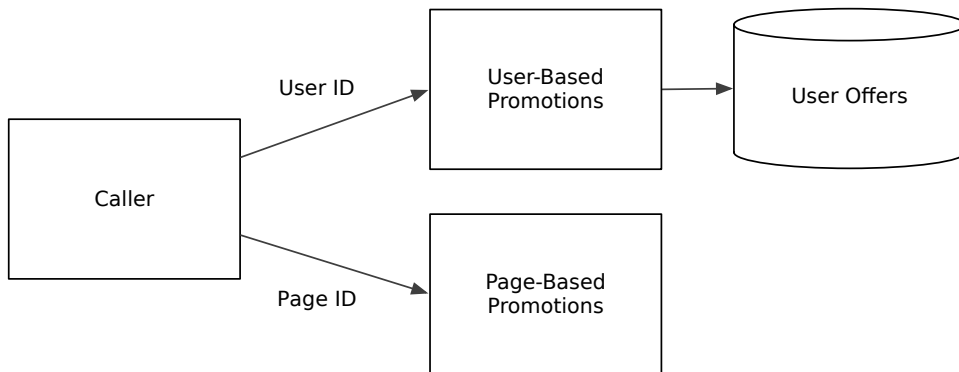 User ID
User-Based
Promotions
User Offers
Caller
Page ID
Page-Based
Promotions